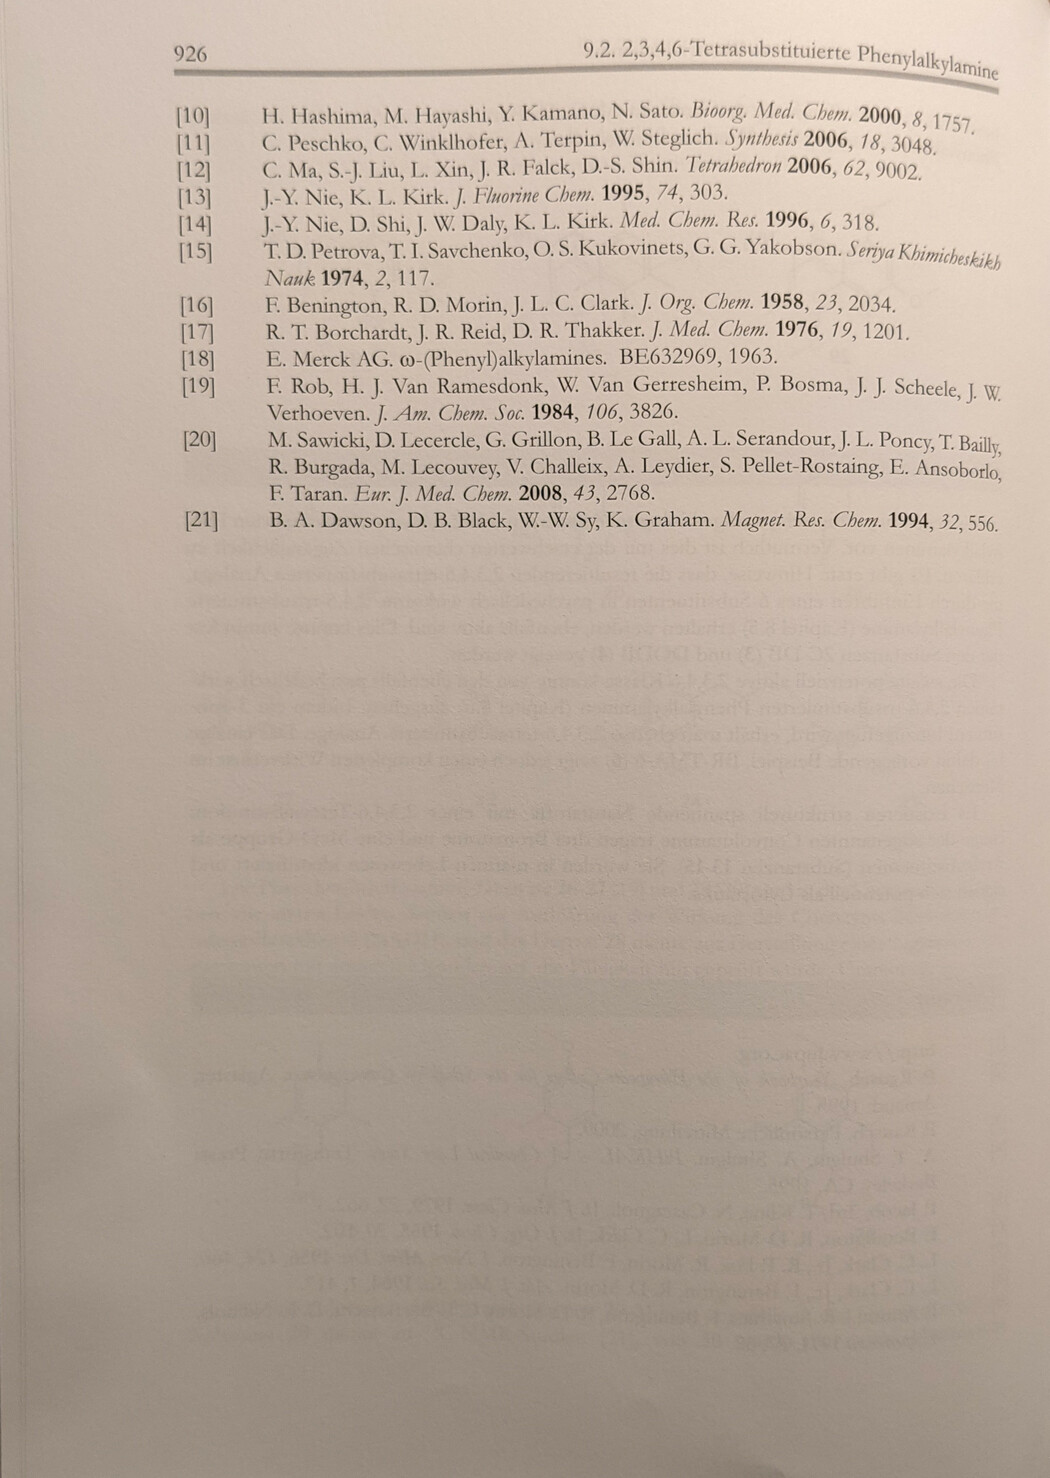 926 9.2. 2,3,4,6-Tetrasubstituierte Phenylalkylamine
[10] H. Hashima, M. Hayashi, Y. Kamano, N. Sato. Bioorg. Med. Chem. 2000, 8, 1757.
[11] C. Peschko, C. Winklhofer, A. Terpin, W. Steglich. Synthesis 2006, 18, 3048.
[12] C. Ma, S.-J. Liu, L. Xin, J. R. Falck, D.-S. Shin. Tetrahedron 2006, 62, 9002.
[13] J.-Y. Nie, K. L. Kirk. J. Fluorine Chem. 1995, 74, 303.
[14] J.-Y. Nie, D. Shi, J. W. Daly, K. L. Kirk. Med. Chem. Res. 1996, 6, 318.
[15] T. D. Petrova, T. I. Savchenko, O. S. Kukovinets, G. G. Yakobson. Seriya Khimicheskikh
Nauk 1974, 2, 117.
[16] F. Benington, R. D. Morin, J. L. C. Clark. J. Org. Chem. 1958, 23, 2034.
[17] R. T. Borchardt, J. R. Reid, D. R. Thakker. J. Med. Chem. 1976, 19, 1201.
[18] E. Merck AG. ω-(Phenyl)alkylamines. BE632969, 1963.
[19] F. Rob, H. J. Van Ramesdonk, W. Van Gerresheim, P. Bosma, J. J. Scheele, J. W.
Verhoeven. J. Am. Chem. Soc. 1984, 106, 3826.
[20] M. Sawicki, D. Lecercle, G. Grillon, B. Le Gall, A. L. Serandour, J. L. Poncy, T. Bailly,
R. Burgada, M. Lecouvey, V. Challeix, A. Leydier, S. Pellet-Rostaing, E. Ansoborlo,
F. Taran. Eur. J. Med. Chem. 2008, 43, 2768.
[21] B. A. Dawson, D. B. Black, W.-W. Sy, K. Graham. Magnet. Res. Chem. 1994, 32, 556.